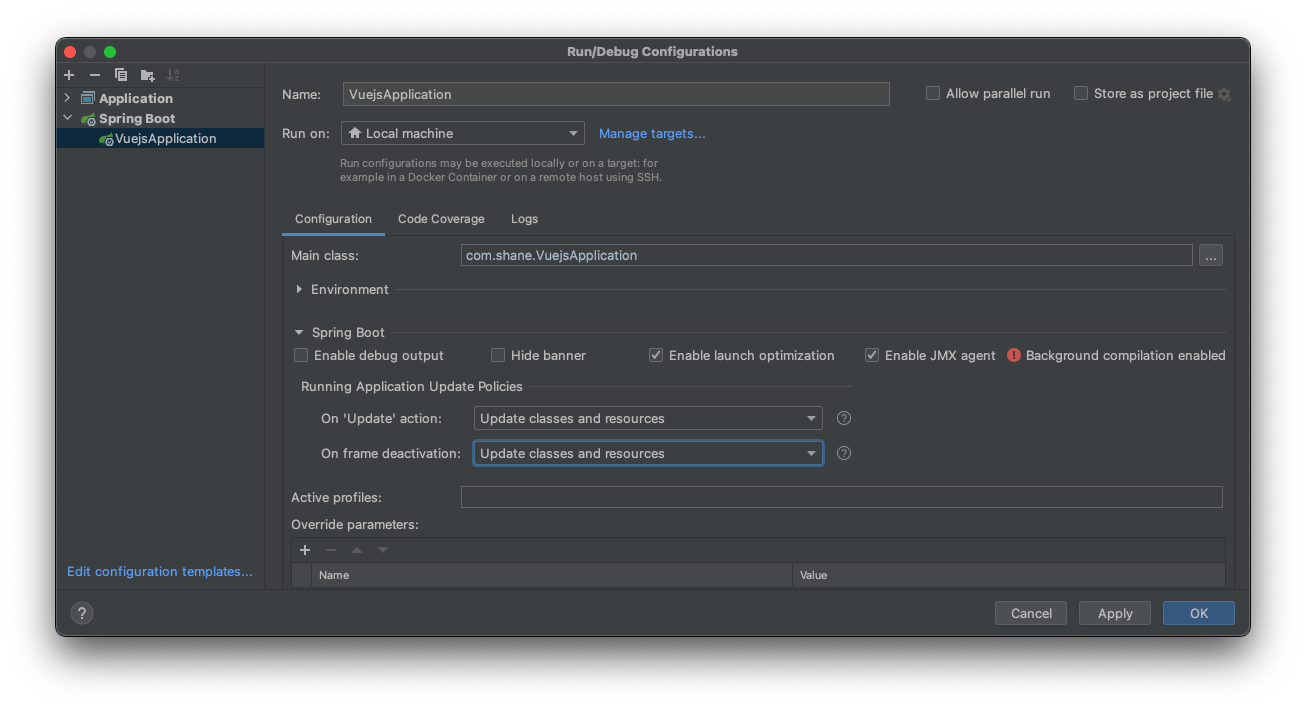 Run/Debug Configurations
Application
Spring Boot
VuejsApplication
Edit configuration templates...
Name: VuejsApplication Allow parallel run Store as project file
Run on: Local machine Manage targets...
Run configurations may be executed locally or on a target: for
example in a Docker Container or on a remote host using SSH.
Configuration Code Coverage Logs
Main class: com.shane.VuejsApplication ...
Environment
Spring Boot
Enable debug output Hide banner Enable launch optimization Enable JMX agent Background compilation enabled
Running Application Update Policies
On 'Update' action: Update classes and resources ?
On frame deactivation: Update classes and resources ?
Active profiles:
Override parameters:
Name Value
? Cancel Apply OK